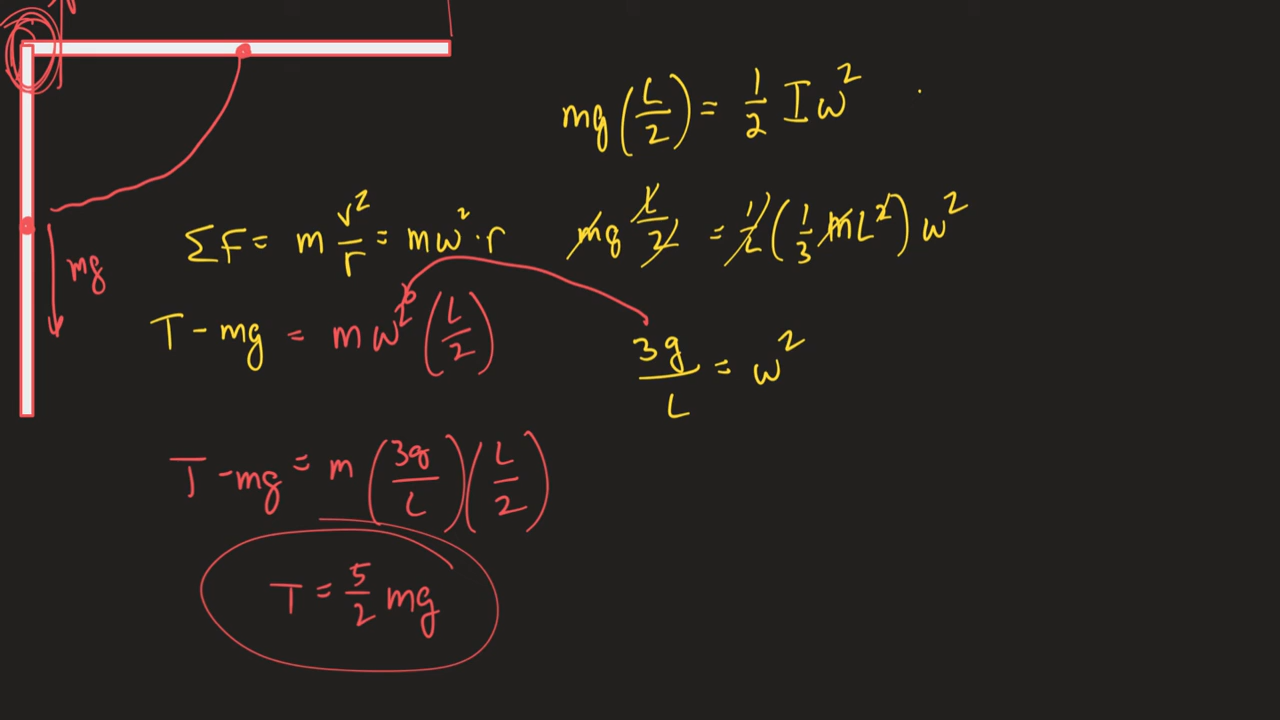 mg(L/2) = 1/2 Iω²
ΣF = m v²/r = mω²·r
mg L/2 = 1/2 (1/3 mL²) ω²
mg
T - mg = mω² (L/2)
3g/L = ω²
T - mg = m (3g/L)(L/2)
T = 5/2 mg